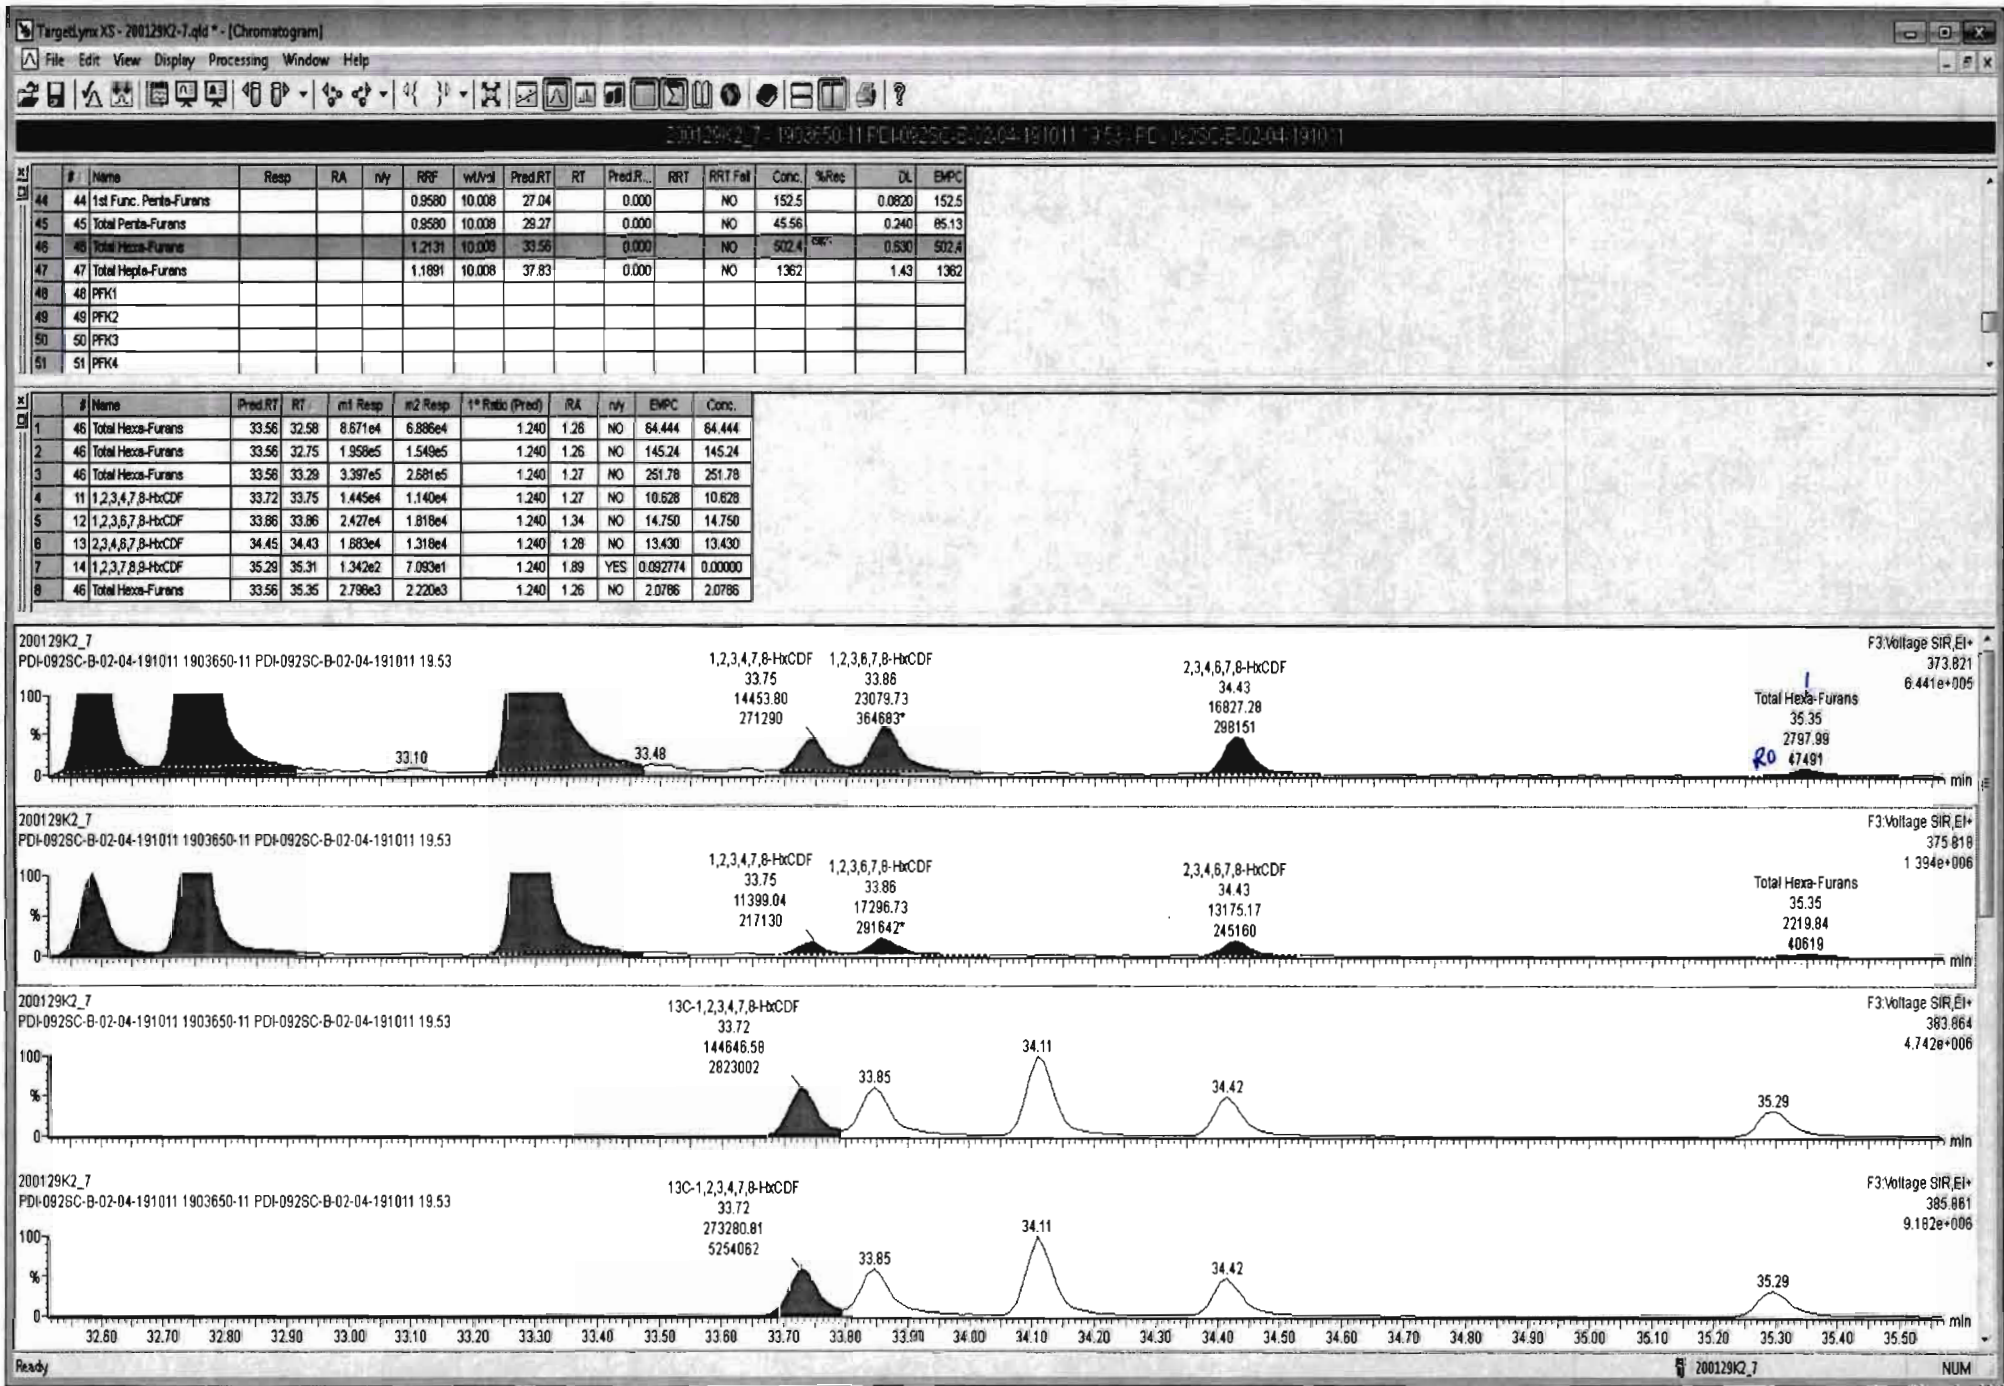 TargetLynx XS - 200129K2-7.qld * - [Chromatogram]
File Edit View Display Processing Window Help
200129K2_7 - 1903650-11 PDI-092SC-B-02-04-191011 19.53 - PDI-092SC-B-02-04-191011
# Name Resp RA n/y RRF wt/vol Pred.RT RT Pred.R... RRT RRT Fail Conc. %Rec DL EMPC
44 44 1st Func. Penta-Furans 0.9580 10.008 27.04 0.000 NO 152.5 0.0820 152.5
45 45 Total Penta-Furans 0.9580 10.008 29.27 0.000 NO 45.56 0.240 85.13
46 46 Total Hexa-Furans 1.2131 10.008 33.56 0.000 NO 502.4 0.630 502.4
47 47 Total Hepta-Furans 1.1891 10.008 37.83 0.000 NO 1362 1.43 1362
48 48 PFK1
49 49 PFK2
50 50 PFK3
51 51 PFK4
# Name Pred.RT RT m1 Resp m2 Resp 1° Ratio (Pred) RA n/y EMPC Conc.
1 46 Total Hexa-Furans 33.56 32.58 8.671e4 6.886e4 1.240 1.26 NO 64.444 64.444
2 46 Total Hexa-Furans 33.56 32.75 1.958e5 1.549e5 1.240 1.26 NO 145.24 145.24
3 46 Total Hexa-Furans 33.56 33.29 3.397e5 2.681e5 1.240 1.27 NO 251.78 251.78
4 11 1,2,3,4,7,8-HxCDF 33.72 33.75 1.445e4 1.140e4 1.240 1.27 NO 10.628 10.628
5 12 1,2,3,6,7,8-HxCDF 33.86 33.86 2.427e4 1.818e4 1.240 1.34 NO 14.750 14.750
6 13 2,3,4,6,7,8-HxCDF 34.45 34.43 1.683e4 1.318e4 1.240 1.28 NO 13.430 13.430
7 14 1,2,3,7,8,9-HxCDF 35.29 35.31 1.342e2 7.093e1 1.240 1.89 YES 0.092774 0.00000
8 46 Total Hexa-Furans 33.56 35.35 2.798e3 2.220e3 1.240 1.26 NO 2.0786 2.0786
200129K2_7
PDI-092SC-B-02-04-191011 1903650-11 PDI-092SC-B-02-04-191011 19.53
F3:Voltage SIR,EI+
373.821
6.441e+005
1,2,3,4,7,8-HxCDF
33.75
14453.80
271290
1,2,3,6,7,8-HxCDF
33.86
23079.73
364683*
2,3,4,6,7,8-HxCDF
34.43
16827.28
298151
1
Total Hexa-Furans
35.35
2797.99
47491
RO
33.10
33.48
100
%
0
min
200129K2_7
PDI-092SC-B-02-04-191011 1903650-11 PDI-092SC-B-02-04-191011 19.53
F3:Voltage SIR,EI+
375.818
1.394e+006
1,2,3,4,7,8-HxCDF
33.75
11399.04
217130
1,2,3,6,7,8-HxCDF
33.86
17296.73
291642*
2,3,4,6,7,8-HxCDF
34.43
13175.17
245160
Total Hexa-Furans
35.35
2219.84
40619
100
%
0
min
200129K2_7
PDI-092SC-B-02-04-191011 1903650-11 PDI-092SC-B-02-04-191011 19.53
F3:Voltage SIR,EI+
383.864
4.742e+006
13C-1,2,3,4,7,8-HxCDF
33.72
144646.58
2823002
33.85
34.11
34.42
35.29
100
%
0
min
200129K2_7
PDI-092SC-B-02-04-191011 1903650-11 PDI-092SC-B-02-04-191011 19.53
F3:Voltage SIR,EI+
385.861
9.182e+006
13C-1,2,3,4,7,8-HxCDF
33.72
273280.81
5254062
33.85
34.11
34.42
35.29
100
%
0
min
32.60 32.70 32.80 32.90 33.00 33.10 33.20 33.30 33.40 33.50 33.60 33.70 33.80 33.90 34.00 34.10 34.20 34.30 34.40 34.50 34.60 34.70 34.80 34.90 35.00 35.10 35.20 35.30 35.40 35.50
Ready 200129K2_7 NUM